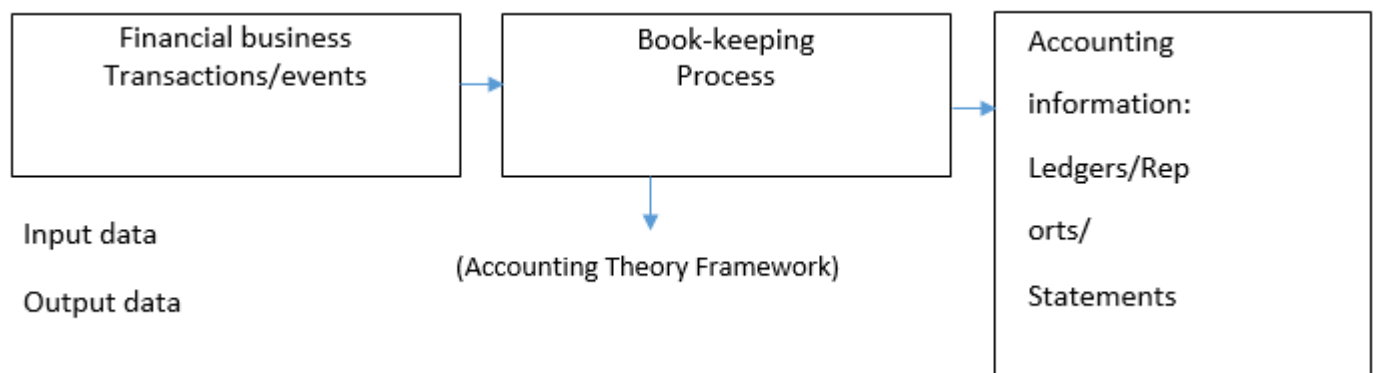 Financial business
Transactions/events
Book-keeping
Process
Accounting
information:
Ledgers/Rep
orts/
Statements
Input data
Output data
(Accounting Theory Framework)